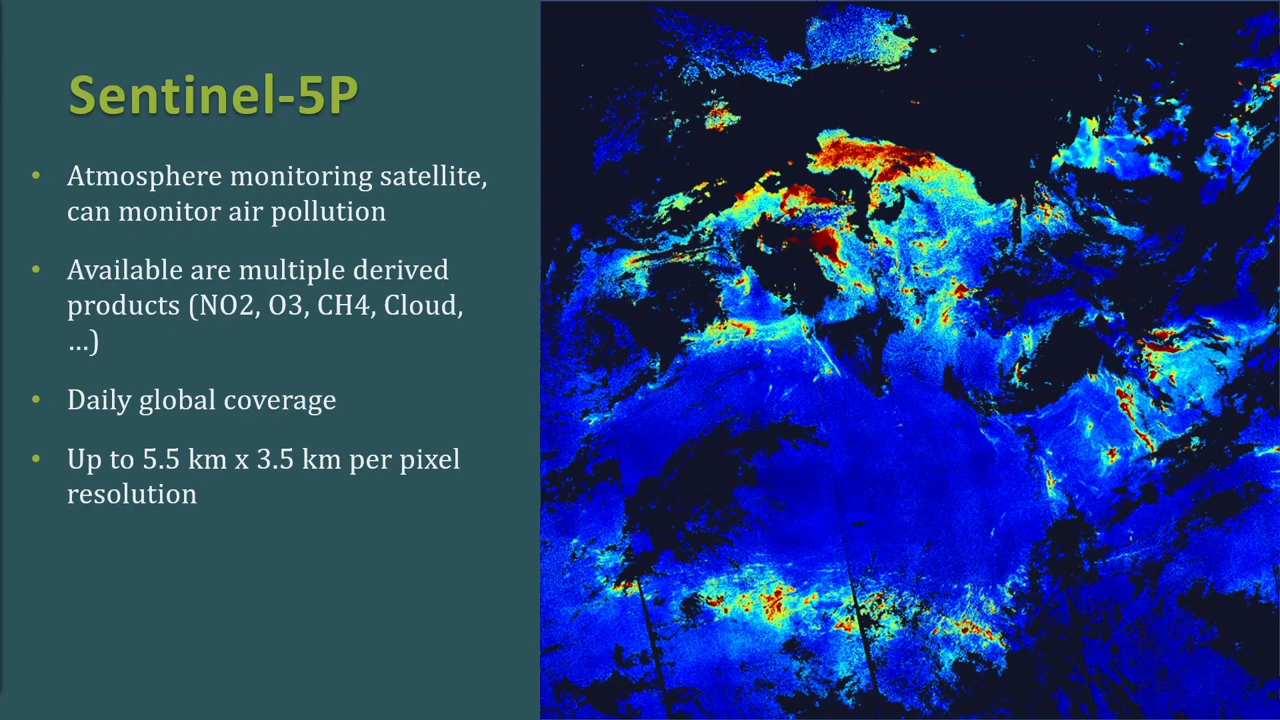 Sentinel-5P
• Atmosphere monitoring satellite,
can monitor air pollution
• Available are multiple derived
products (NO2, O3, CH4, Cloud,
…)
• Daily global coverage
• Up to 5.5 km x 3.5 km per pixel
resolution